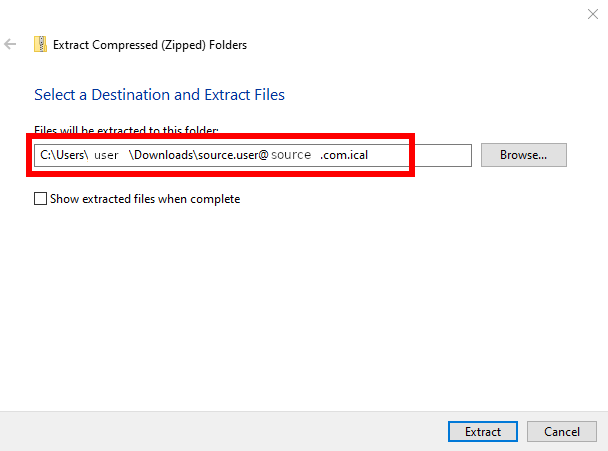 Extract Compressed (Zipped) Folders
Select a Destination and Extract Files
Files will be extracted to this folder:
C:\Users\ user \Downloads\source.user@ source .com.ical
Browse...
Show extracted files when complete
Extract
Cancel